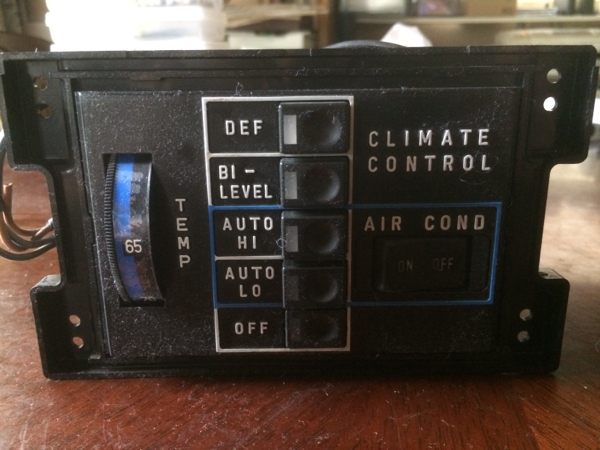 DEF
BI-
LEVEL
AUTO
HI
AUTO
LO
OFF
CLIMATE
CONTROL
AIR COND
ON OFF
TEMP
65